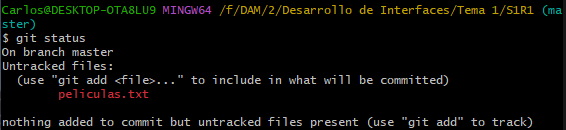 Carlos@DESKTOP-OTA8LU9 MINGW64 /f/DAM/2/Desarrollo de Interfaces/Tema 1/S1R1 (ma
ster)
$ git status
On branch master
Untracked files:
  (use "git add <file>..." to include in what will be committed)
        peliculas.txt

nothing added to commit but untracked files present (use "git add" to track)